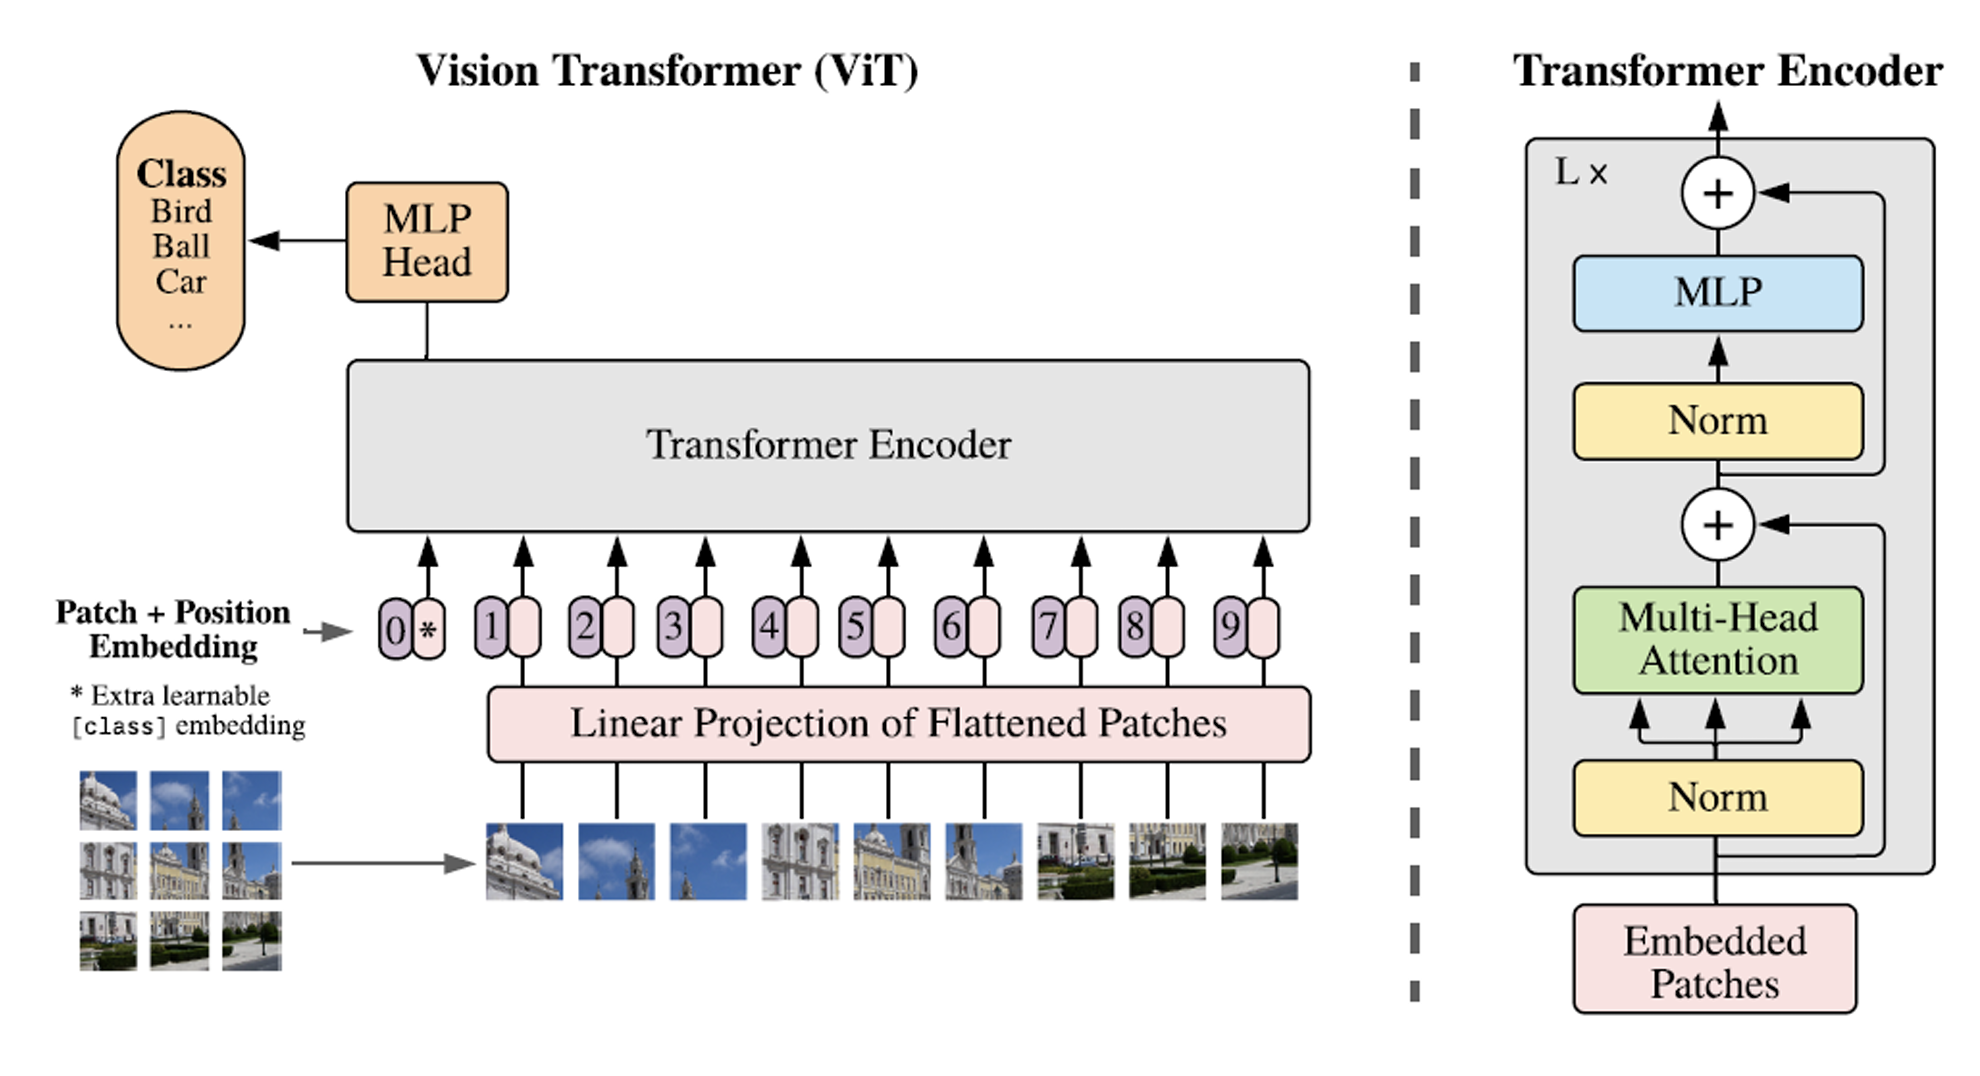 Vision Transformer (ViT)
Class
Bird
Ball
Car
...
MLP
Head
Transformer Encoder
Patch + Position
Embedding
0 * 1 2 3 4 5 6 7 8 9
* Extra learnable
[class] embedding
Linear Projection of Flattened Patches
Transformer Encoder
L x
+
MLP
Norm
+
Multi-Head
Attention
Norm
Embedded
Patches